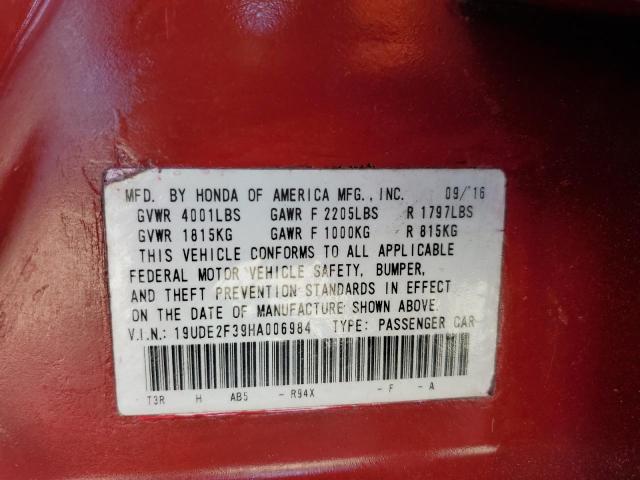 MFD. BY HONDA OF AMERICA MFG., INC. 09/'16
GVWR 4001LBS GAWR F 2205LBS R 1797LBS
GVWR 1815KG GAWR F 1000KG R 815KG
THIS VEHICLE CONFORMS TO ALL APPLICABLE
FEDERAL MOTOR VEHICLE SAFETY, BUMPER,
AND THEFT PREVENTION STANDARDS IN EFFECT
ON THE DATE OF MANUFACTURE SHOWN ABOVE.
V.I.N.: 19UDE2F39HA006984 TYPE: PASSENGER CAR
T3R H AB5 - R94X - F - A